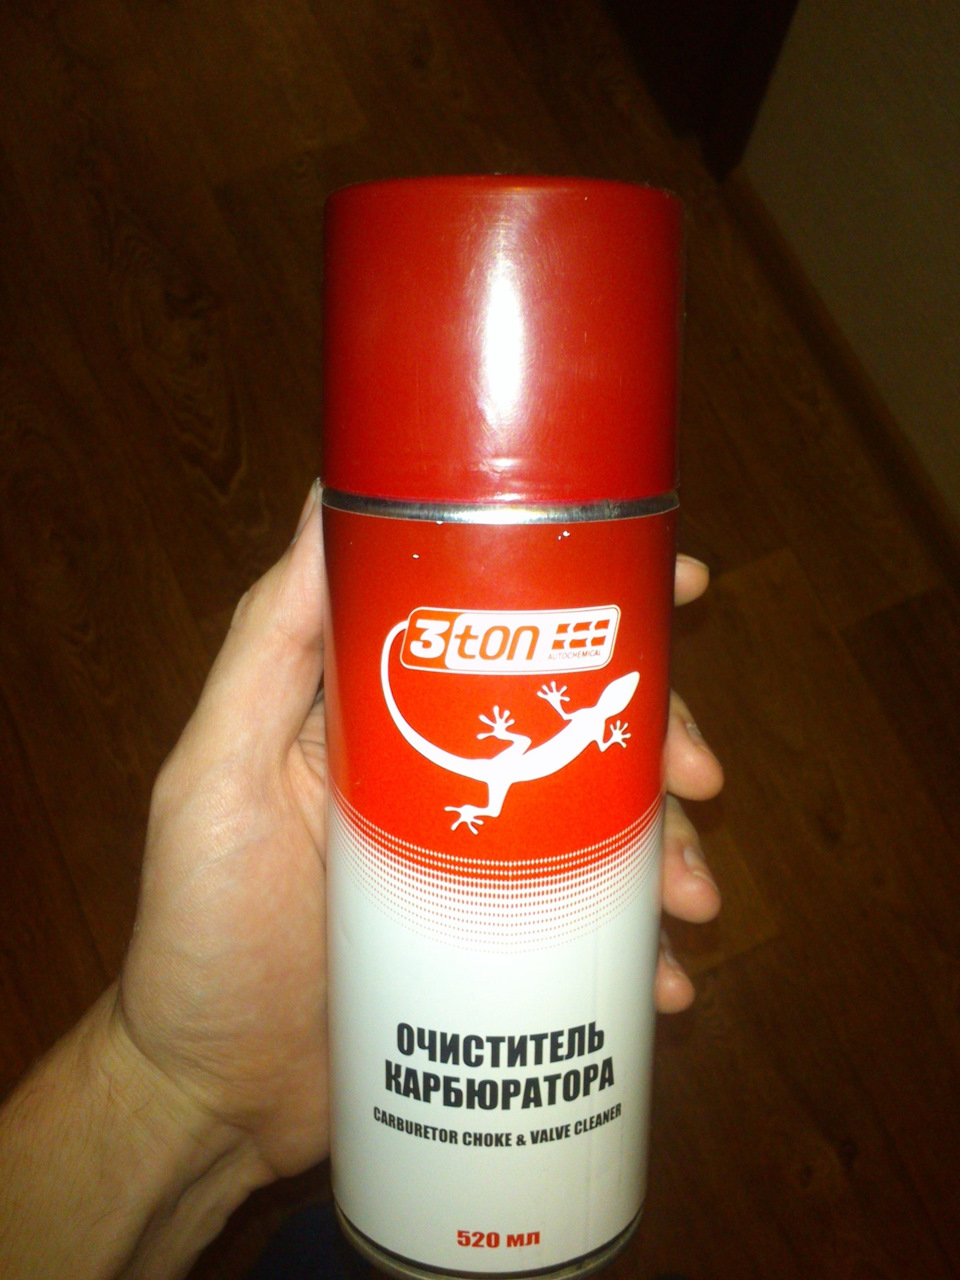 3ton
AUTOCHEMICAL
ОЧИСТИТЕЛЬ
КАРБЮРАТОРА
CARBURETOR CHOKE & VALVE CLEANER
520 мл